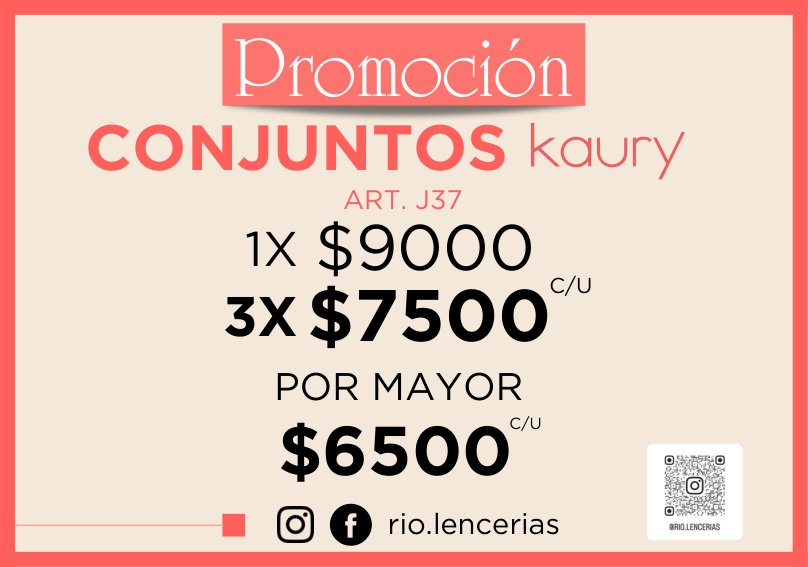 Promoción
CONJUNTOS kaury
ART. J37
1X $9000
3X $7500 C/U
POR MAYOR
$6500 C/U
rio.lencerias
@RIO.LENCERIAS